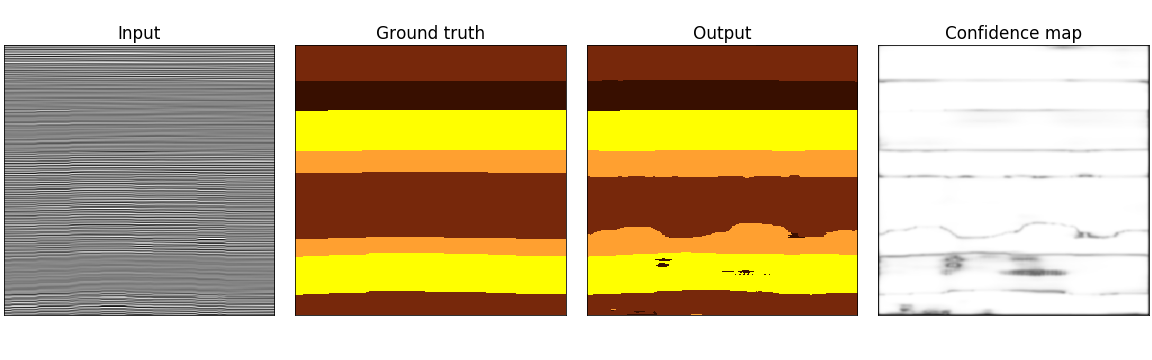 Input
Ground truth
Output
Confidence map